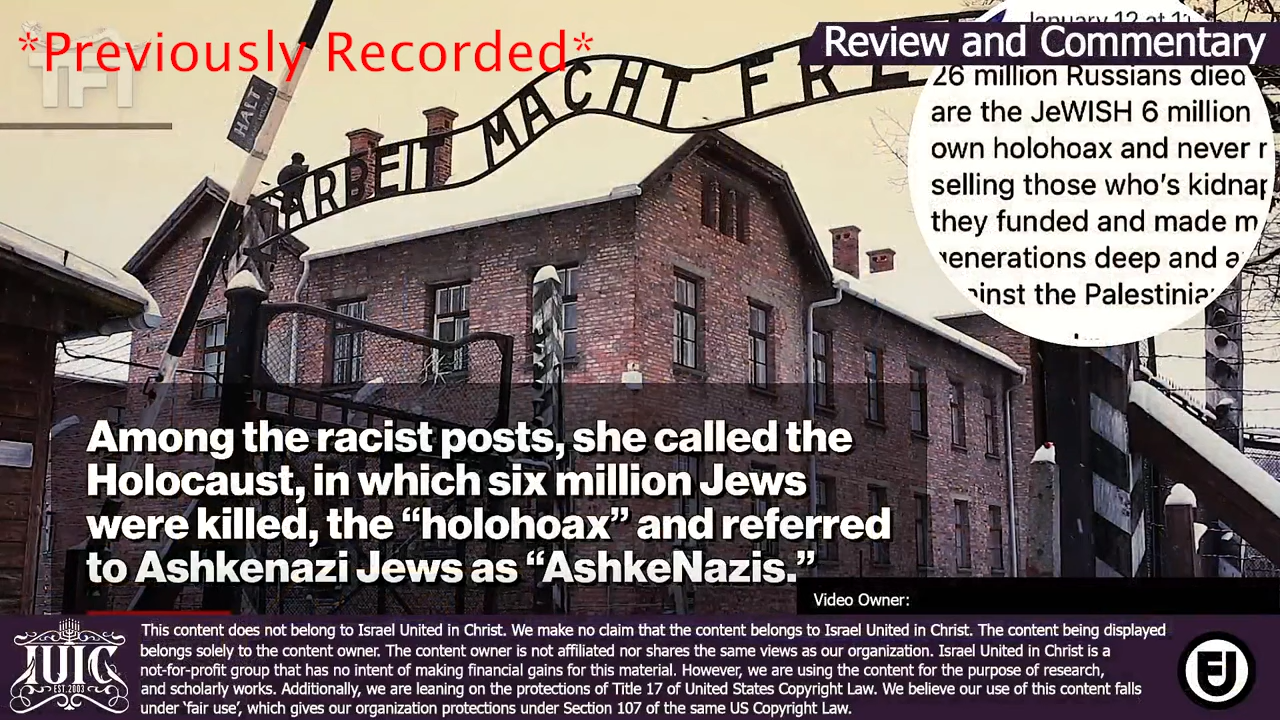 *Previously Recorded*
TFI
HALT
ARBEIT MACHT FRE
Review and Commentary
January 12 at 1
26 million Russians died
are the JeWISH 6 million
own holohoax and never
selling those who's kidnap
they funded and made m
enerations deep and a
inst the Palestinia
Among the racist posts, she called the
Holocaust, in which six million Jews
were killed, the “holohoax” and referred
to Ashkenazi Jews as “AshkeNazis.”
Video Owner:
IUIC
EST. 2003
This content does not belong to Israel United in Christ. We make no claim that the content belongs to Israel United in Christ. The content being displayed
belongs solely to the content owner. The content owner is not affiliated nor shares the same views as our organization. Israel United in Christ is a
not-for-profit group that has no intent of making financial gains for this material. However, we are using the content for the purpose of research,
and scholarly works. Additionally, we are leaning on the protections of Title 17 of United States Copyright Law. We believe our use of this content falls
under ‘fair use’, which gives our organization protections under Section 107 of the same US Copyright Law.